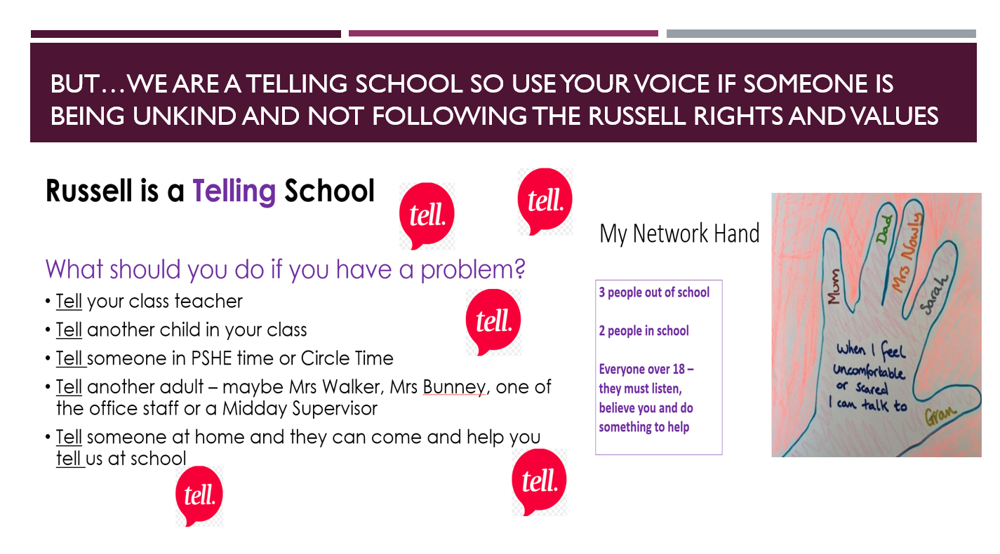 BUT...WE ARE A TELLING SCHOOL SO USE YOUR VOICE IF SOMEONE IS
BEING UNKIND AND NOT FOLLOWING THE RUSSELL RIGHTS AND VALUES
Russell is a Telling School
tell.
tell.
What should you do if you have a problem?
• Tell your class teacher
• Tell another child in your class
• Tell someone in PSHE time or Circle Time
• Tell another adult – maybe Mrs Walker, Mrs Bunney, one of
the office staff or a Midday Supervisor
• Tell someone at home and they can come and help you
tell us at school
tell.
tell.
tell.
My Network Hand
3 people out of school
2 people in school
Everyone over 18 –
they must listen,
believe you and do
something to help
Mum
Dad
Mrs Nowly
Sarah
Gran
when I feel
uncomfortable
or scared
I can talk to